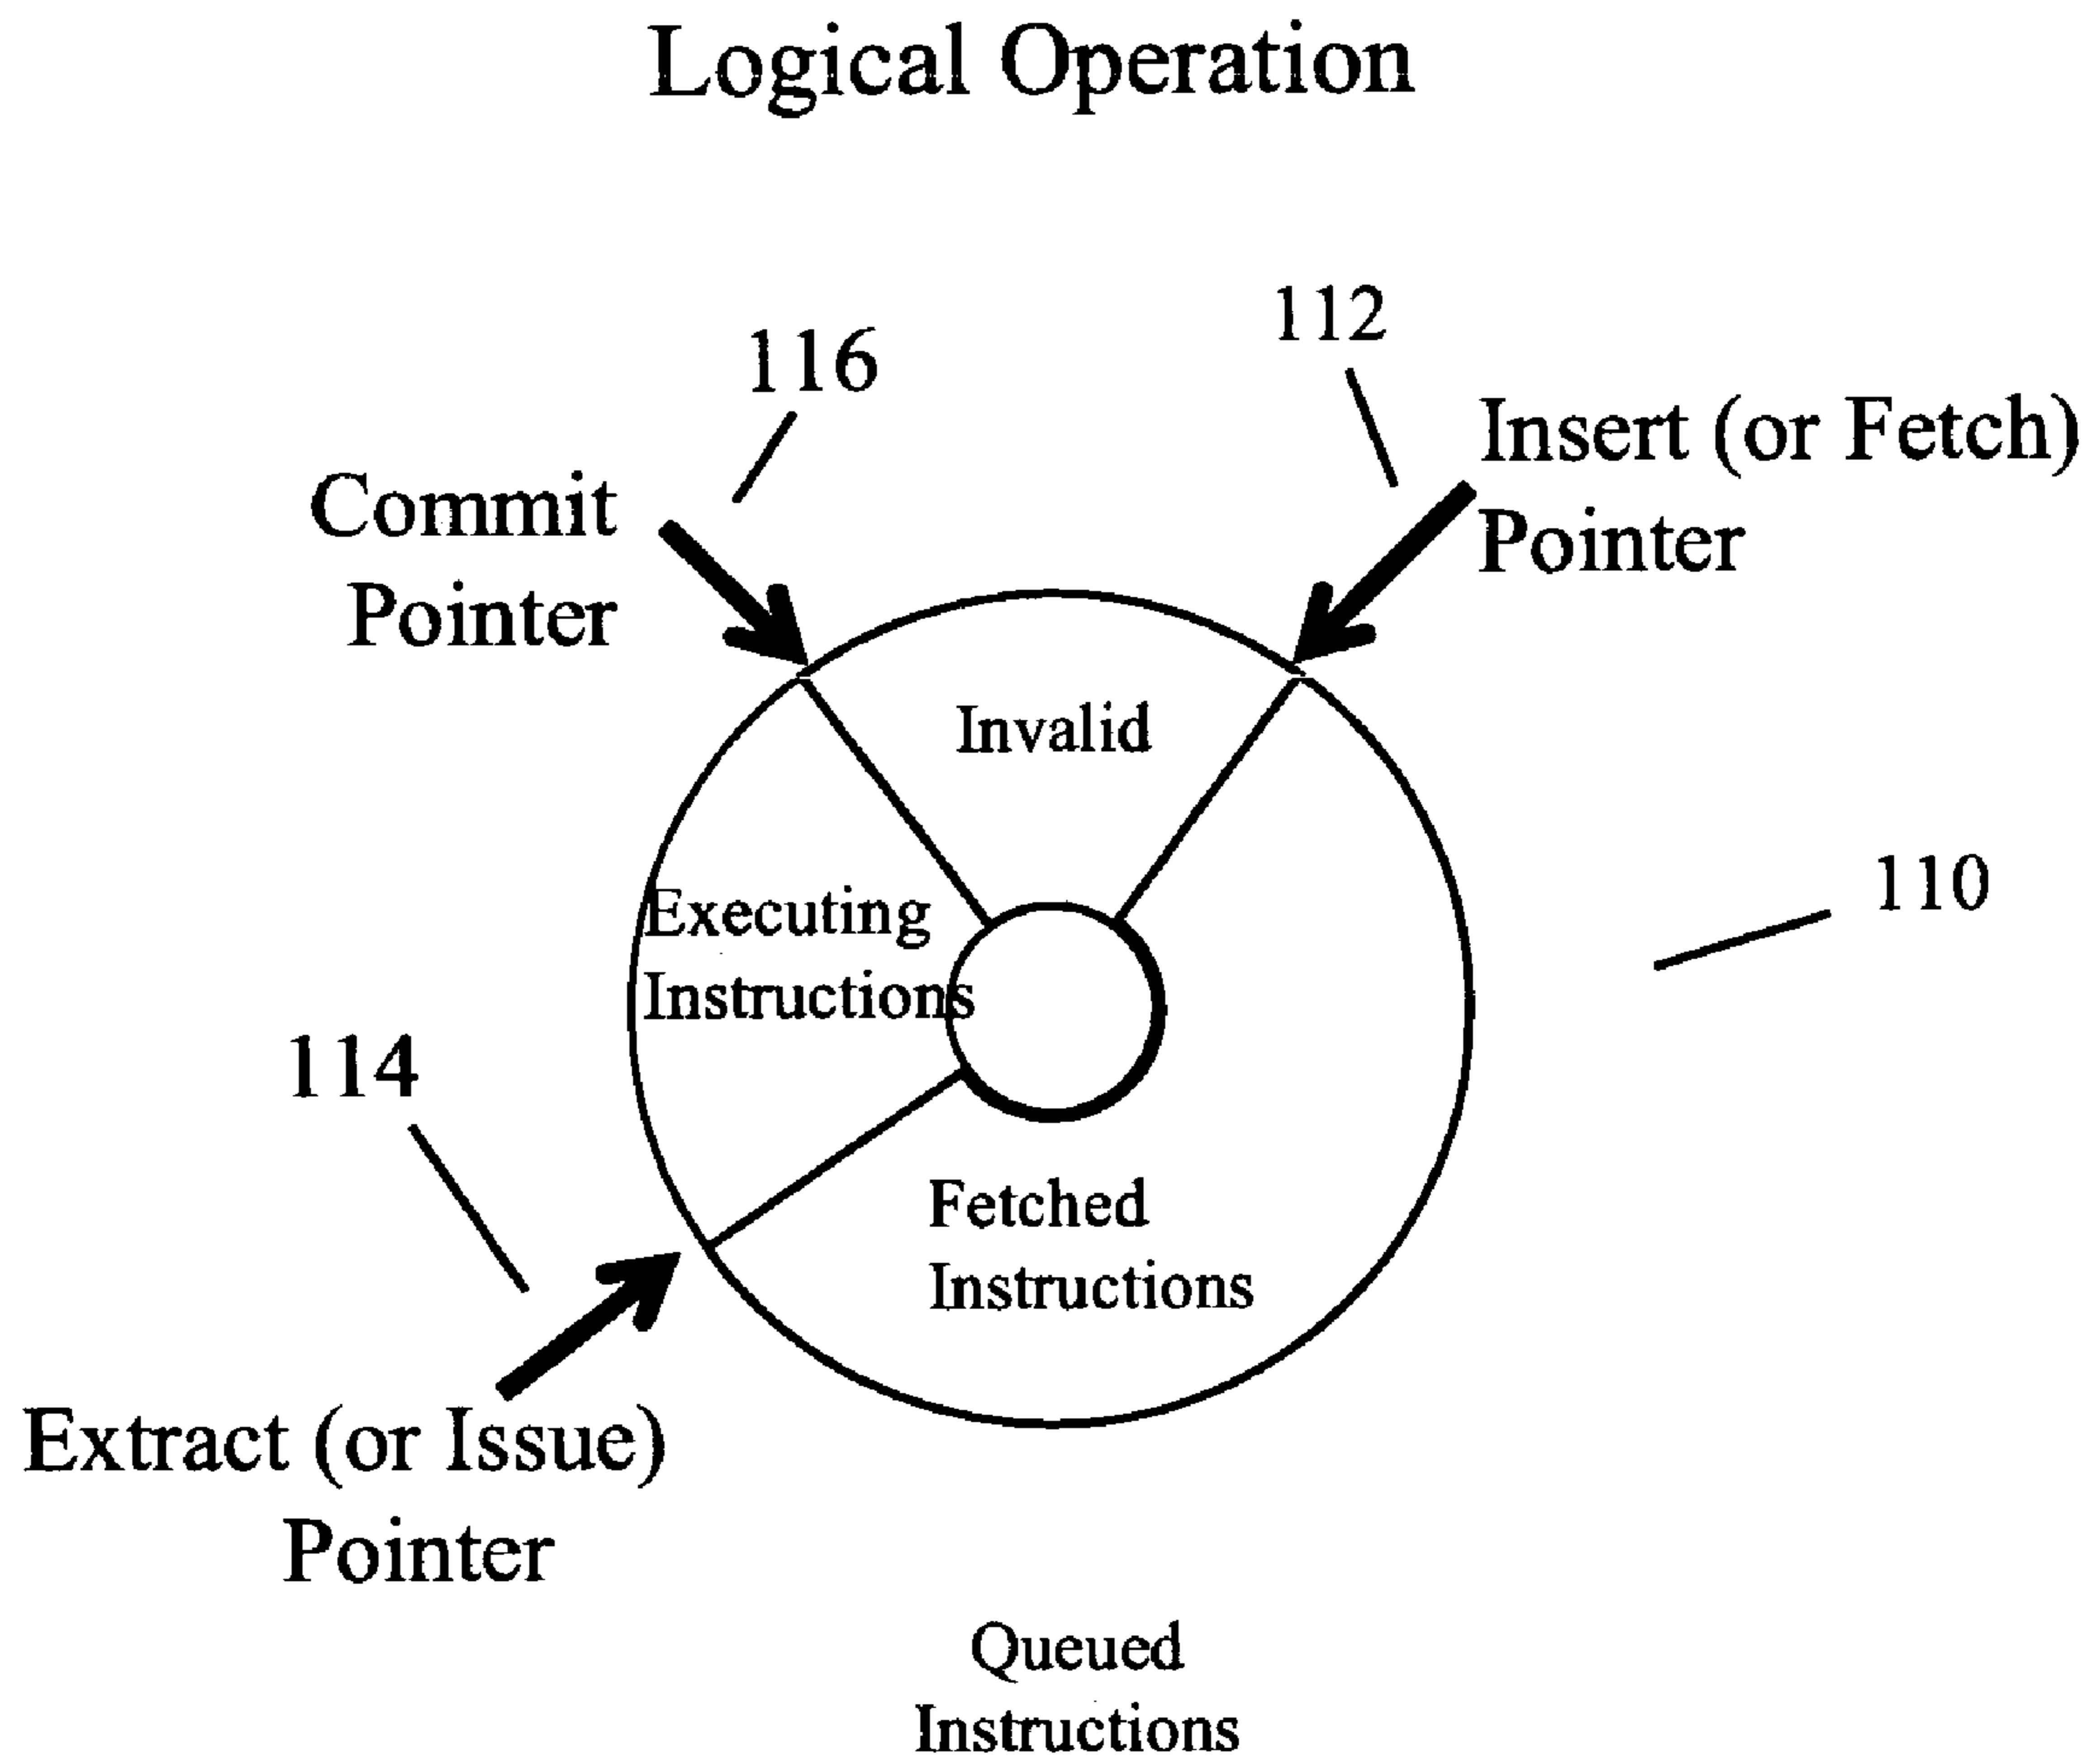 Logical Operation
116
112
Commit
Pointer
Insert (or Fetch)
Pointer
Invalid
110
Executing
Instructions
114
Fetched
Instructions
Extract (or Issue)
Pointer
Queued
Instructions